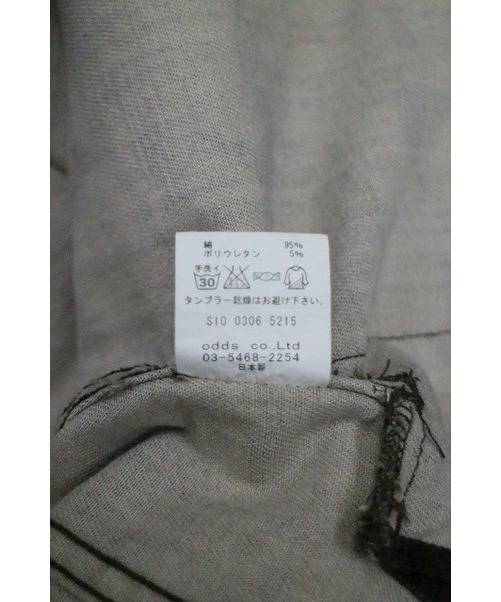 綿 95%
ポリウレタン 5%
手洗イ
30
タンブラー乾燥はお避け下さい。
SIO 0306 5215
odds co.,Ltd.
03-5468-2254
日本製